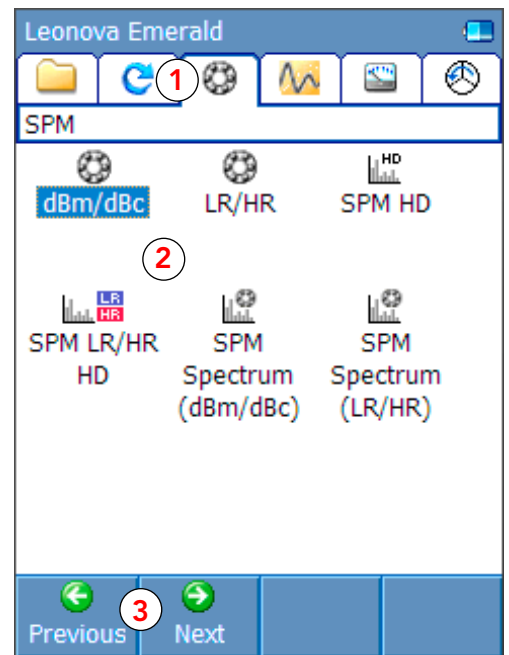 Leonova Emerald
1
SPM
dBm/dBc LR/HR SPM HD
HD
2
LR
HR
SPM LR/HR SPM SPM
HD Spectrum Spectrum
(dBm/dBc) (LR/HR)
3
Previous Next